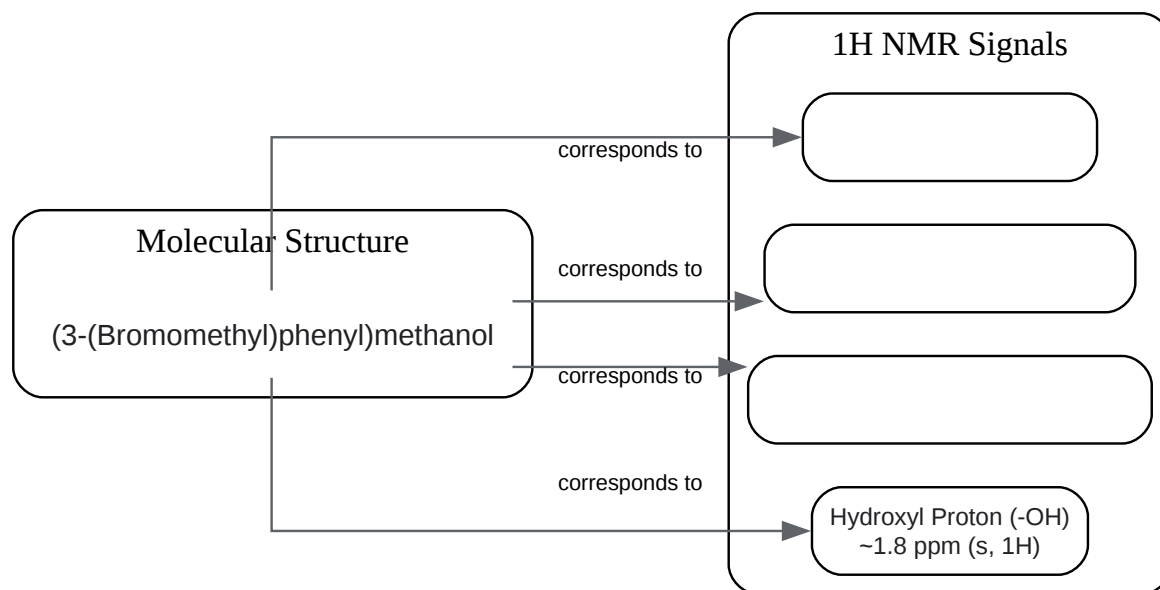 1H NMR Signals
corresponds to
Molecular Structure
corresponds to
(3-(Bromomethyl)phenyl)methanol
corresponds to
corresponds to
Hydroxyl Proton (-OH)
~1.8 ppm (s, 1H)